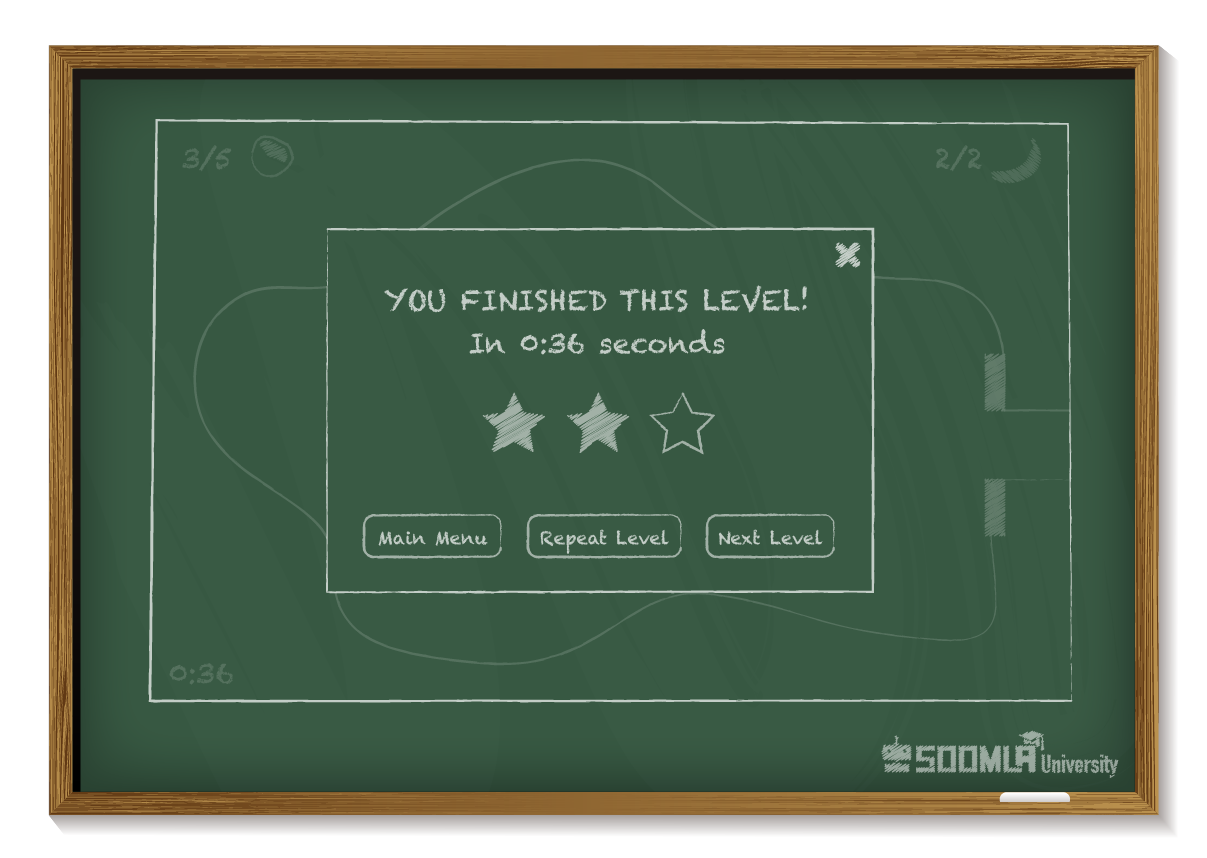 3/5
2/2
YOU FINISHED THIS LEVEL!
In 0:36 seconds
Main Menu
Repeat Level
Next Level
0:36
SOOMLA University